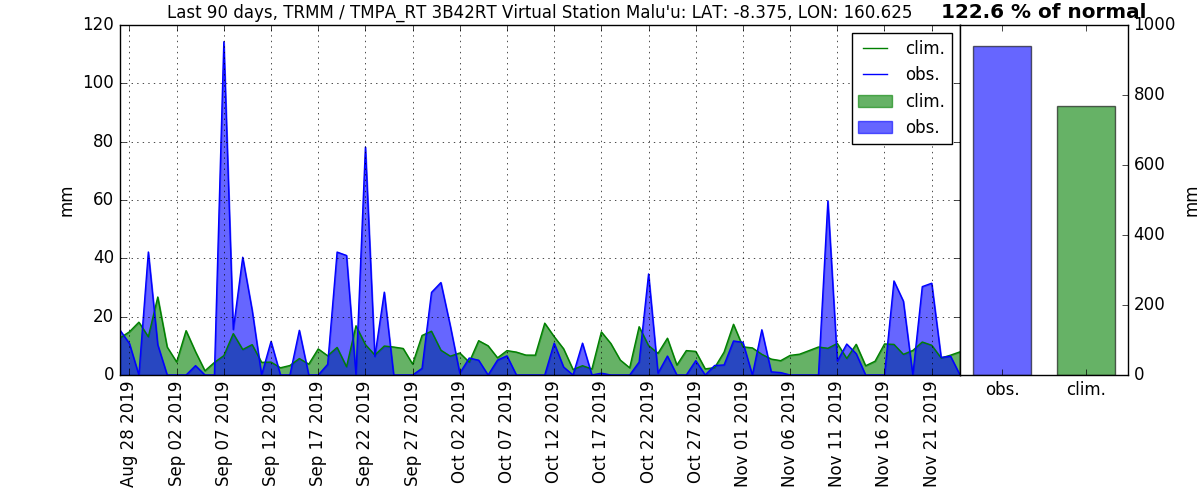 Last 90 days, TRMM / TMPA_RT 3B42RT Virtual Station Malu'u: LAT: -8.375, LON: 160.625
122.6 % of normal
120
100
80
60
40
20
0
mm
clim.
obs.
clim.
obs.
1000
800
600
400
200
0
mm
obs.
clim.
Aug 28 2019
Sep 02 2019
Sep 07 2019
Sep 12 2019
Sep 17 2019
Sep 22 2019
Sep 27 2019
Oct 02 2019
Oct 07 2019
Oct 12 2019
Oct 17 2019
Oct 22 2019
Oct 27 2019
Nov 01 2019
Nov 06 2019
Nov 11 2019
Nov 16 2019
Nov 21 2019